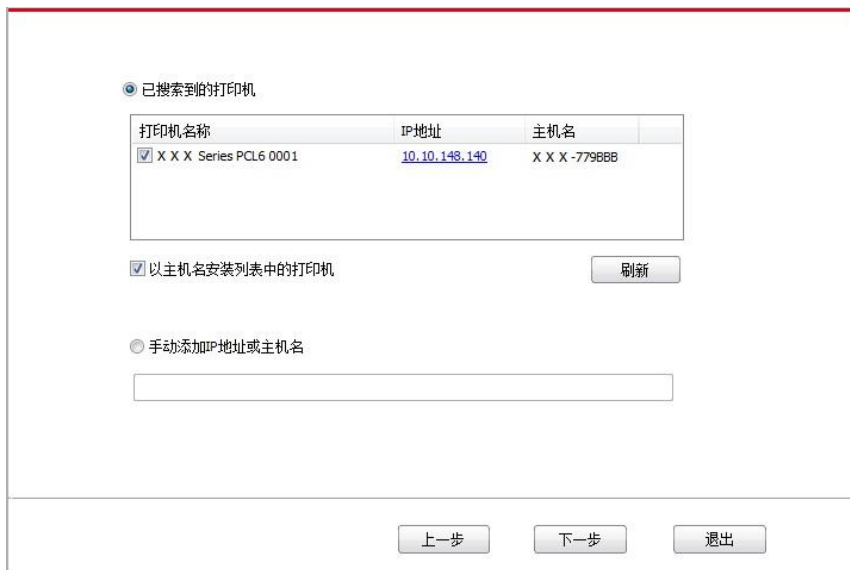 已搜索到的打印机
打印机名称 IP地址 主机名
X X X Series PCL6 0001 10.10.148.140 X X X -779BBB
以主机名安装列表中的打印机 刷新
手动添加IP地址或主机名
上一步 下一步 退出